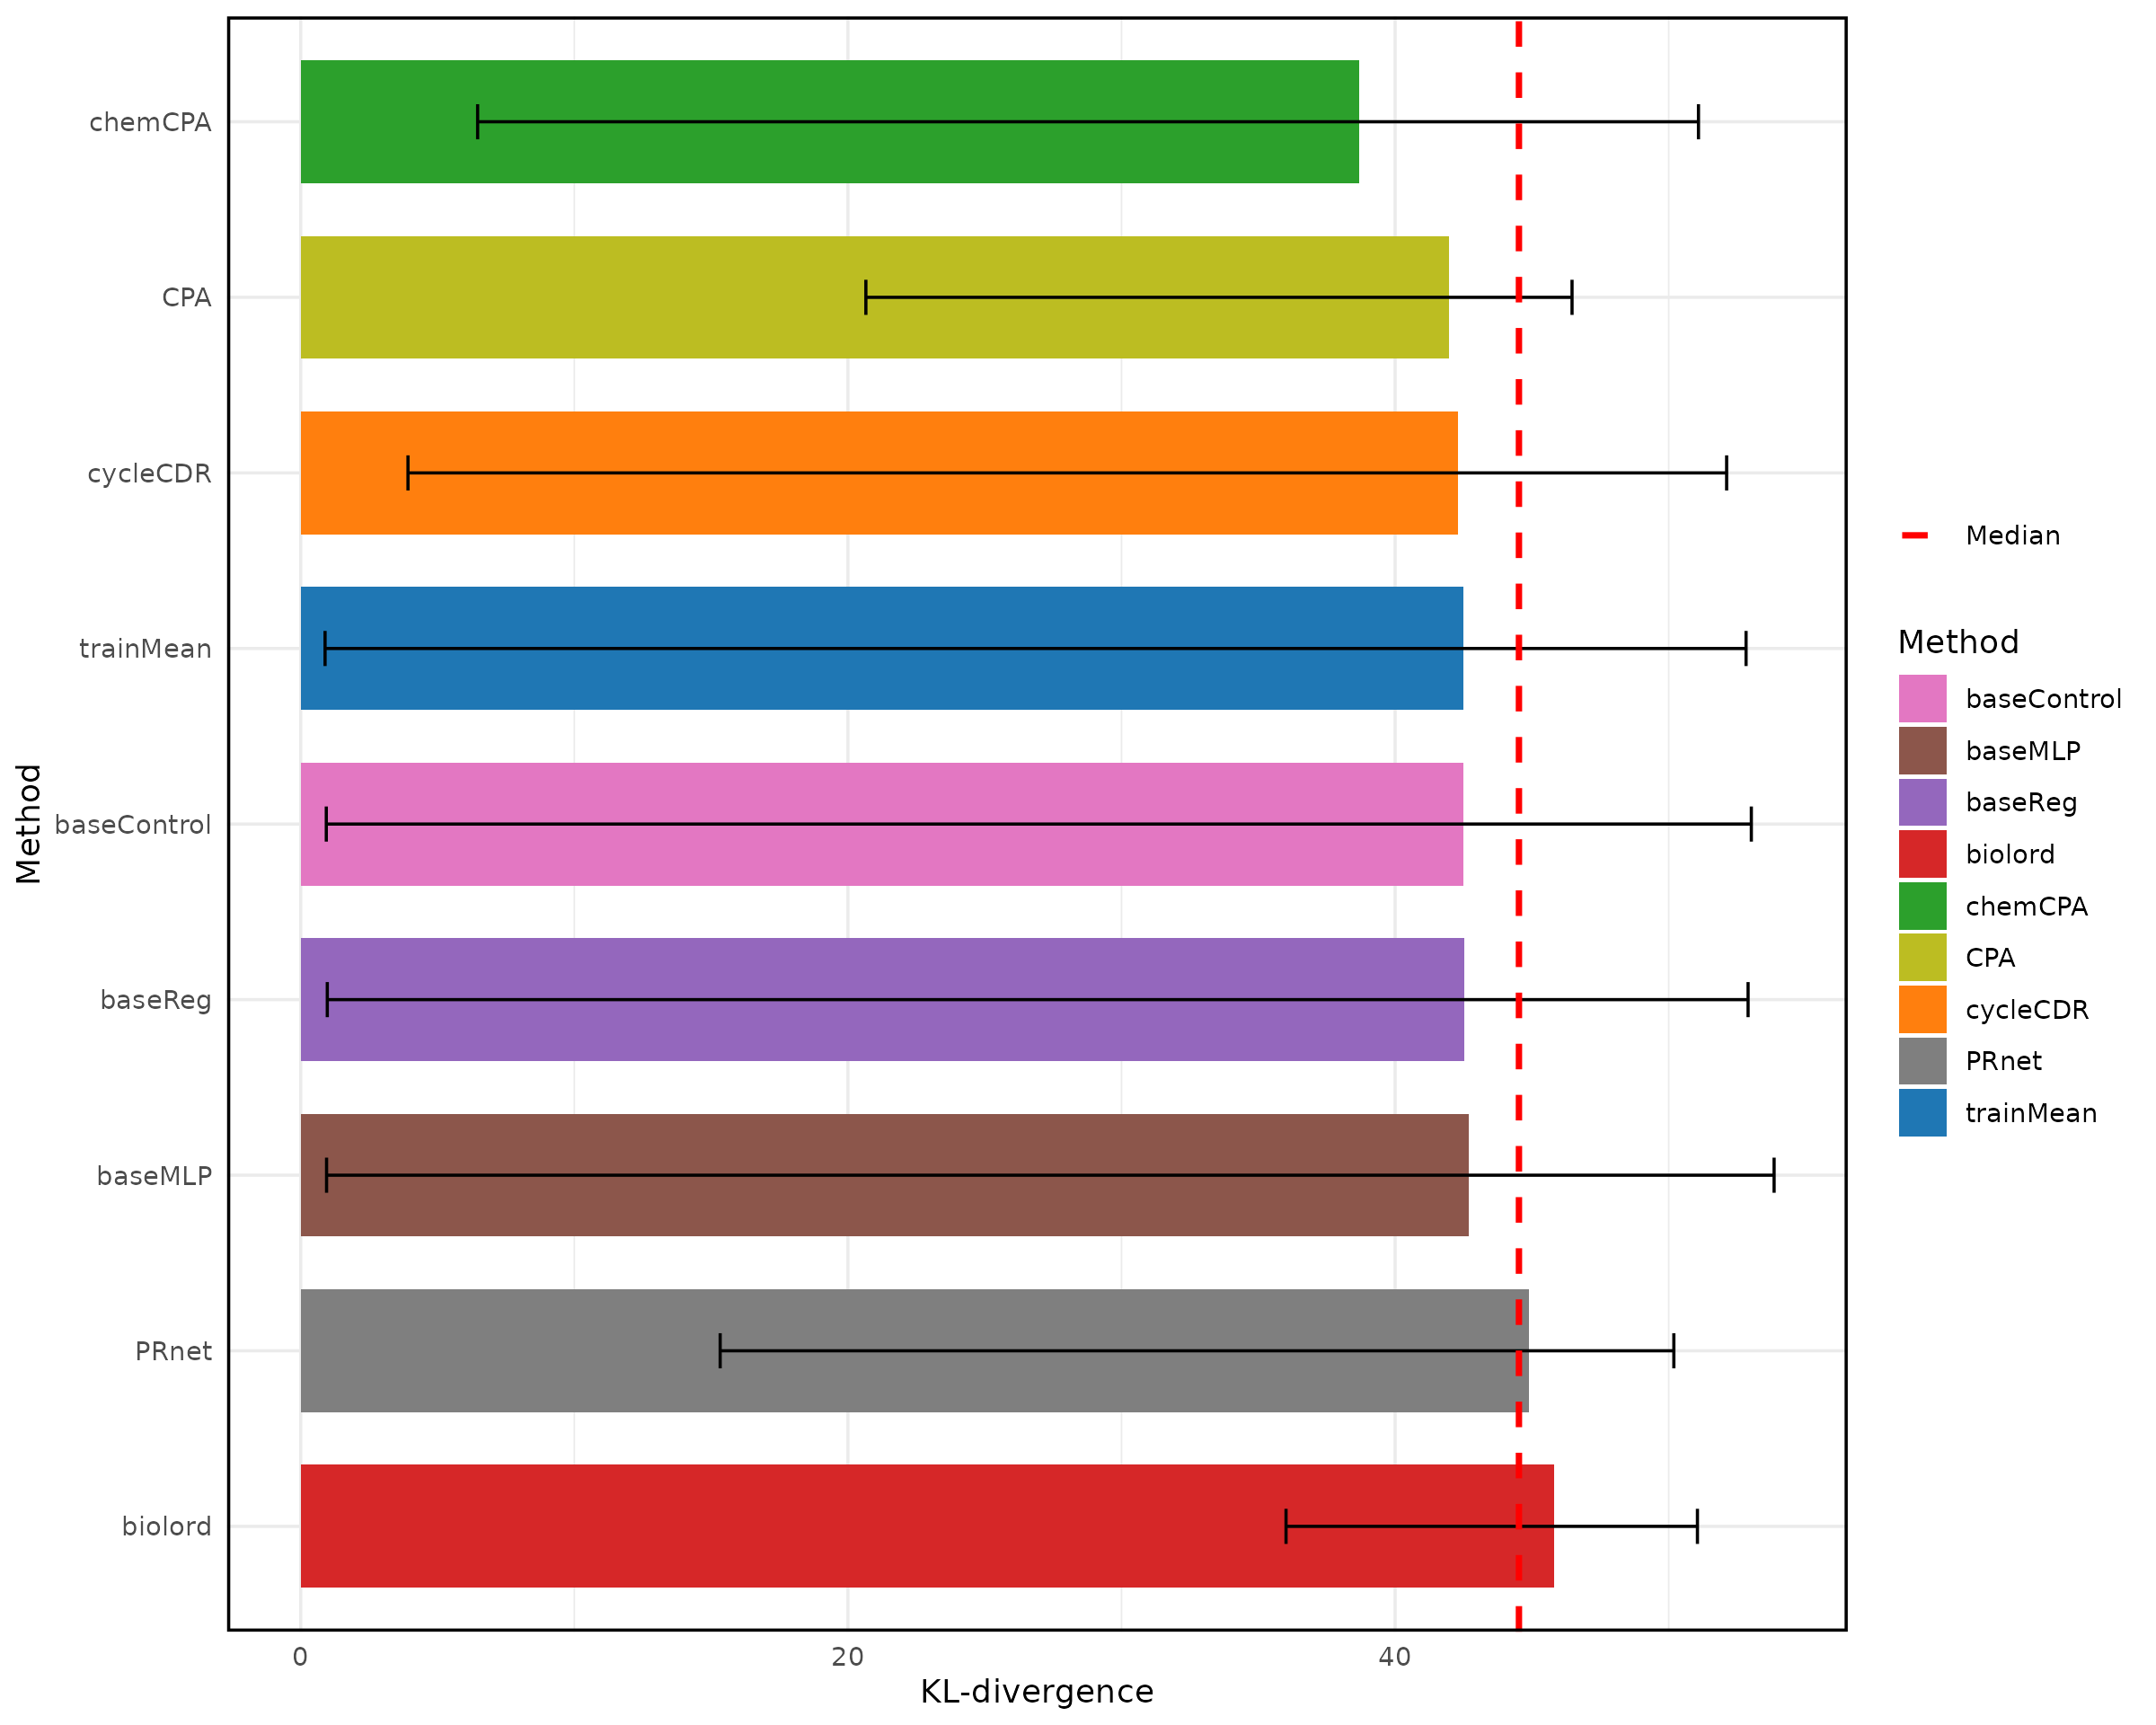 Method
chemCPA
CPA
cycleCDR
trainMean
baseControl
baseReg
baseMLP
PRnet
biolord
0
20
40
KL-divergence
Median
Method
baseControl
baseMLP
baseReg
biolord
chemCPA
CPA
cycleCDR
PRnet
trainMean